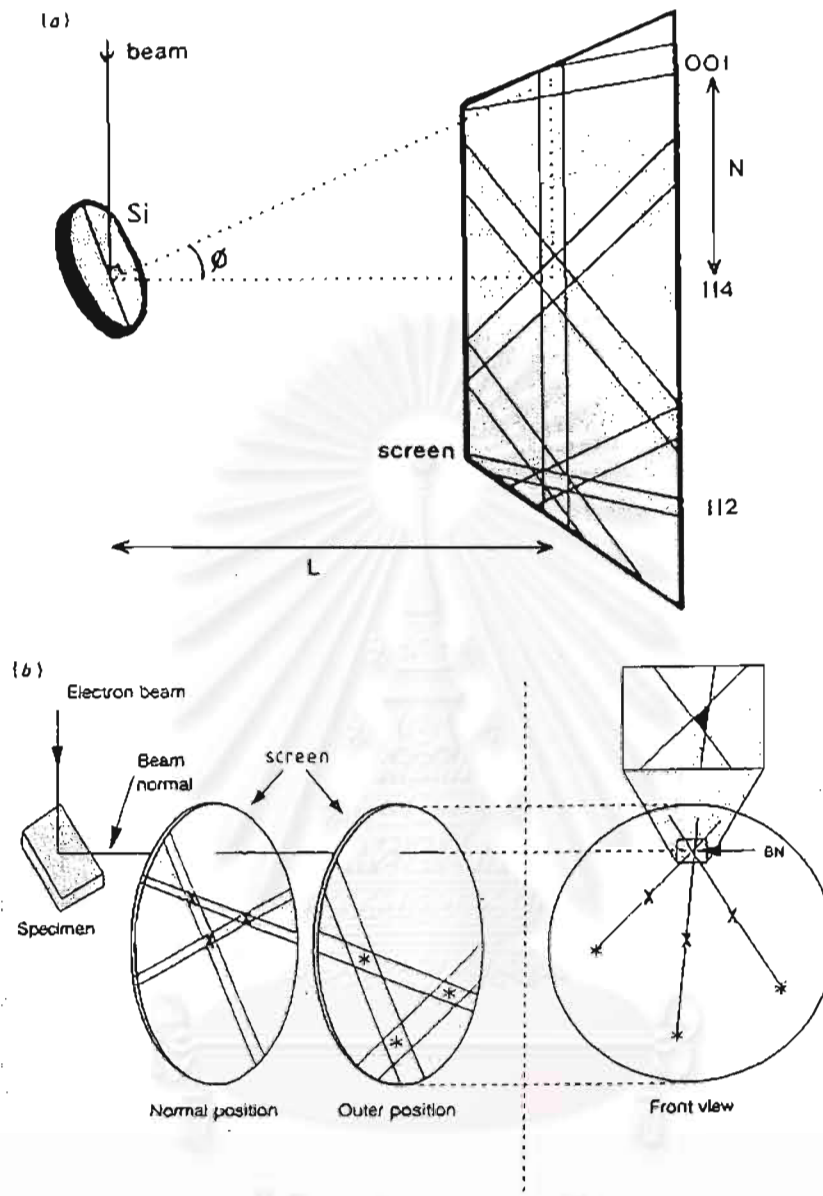 (a)
beam
001
Si
N
ø
114
screen
112
L
(b)
Electron beam
Beam
normal
screen
BN
Specimen
Normal position
Outer position
Front view